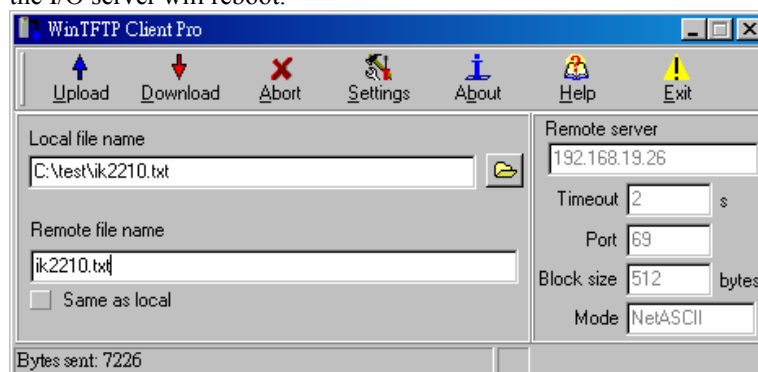 the I/O server will reboot.
WinTFTP Client Pro
Upload Download Abort Settings About Help Exit
Local file name
C:\test\ik2210.txt
Remote file name
ik2210.txt
Same as local
Remote server
192.168.19.26
Timeout 2 s
Port 69
Block size 512 bytes
Mode NetASCII
Bytes sent: 7226